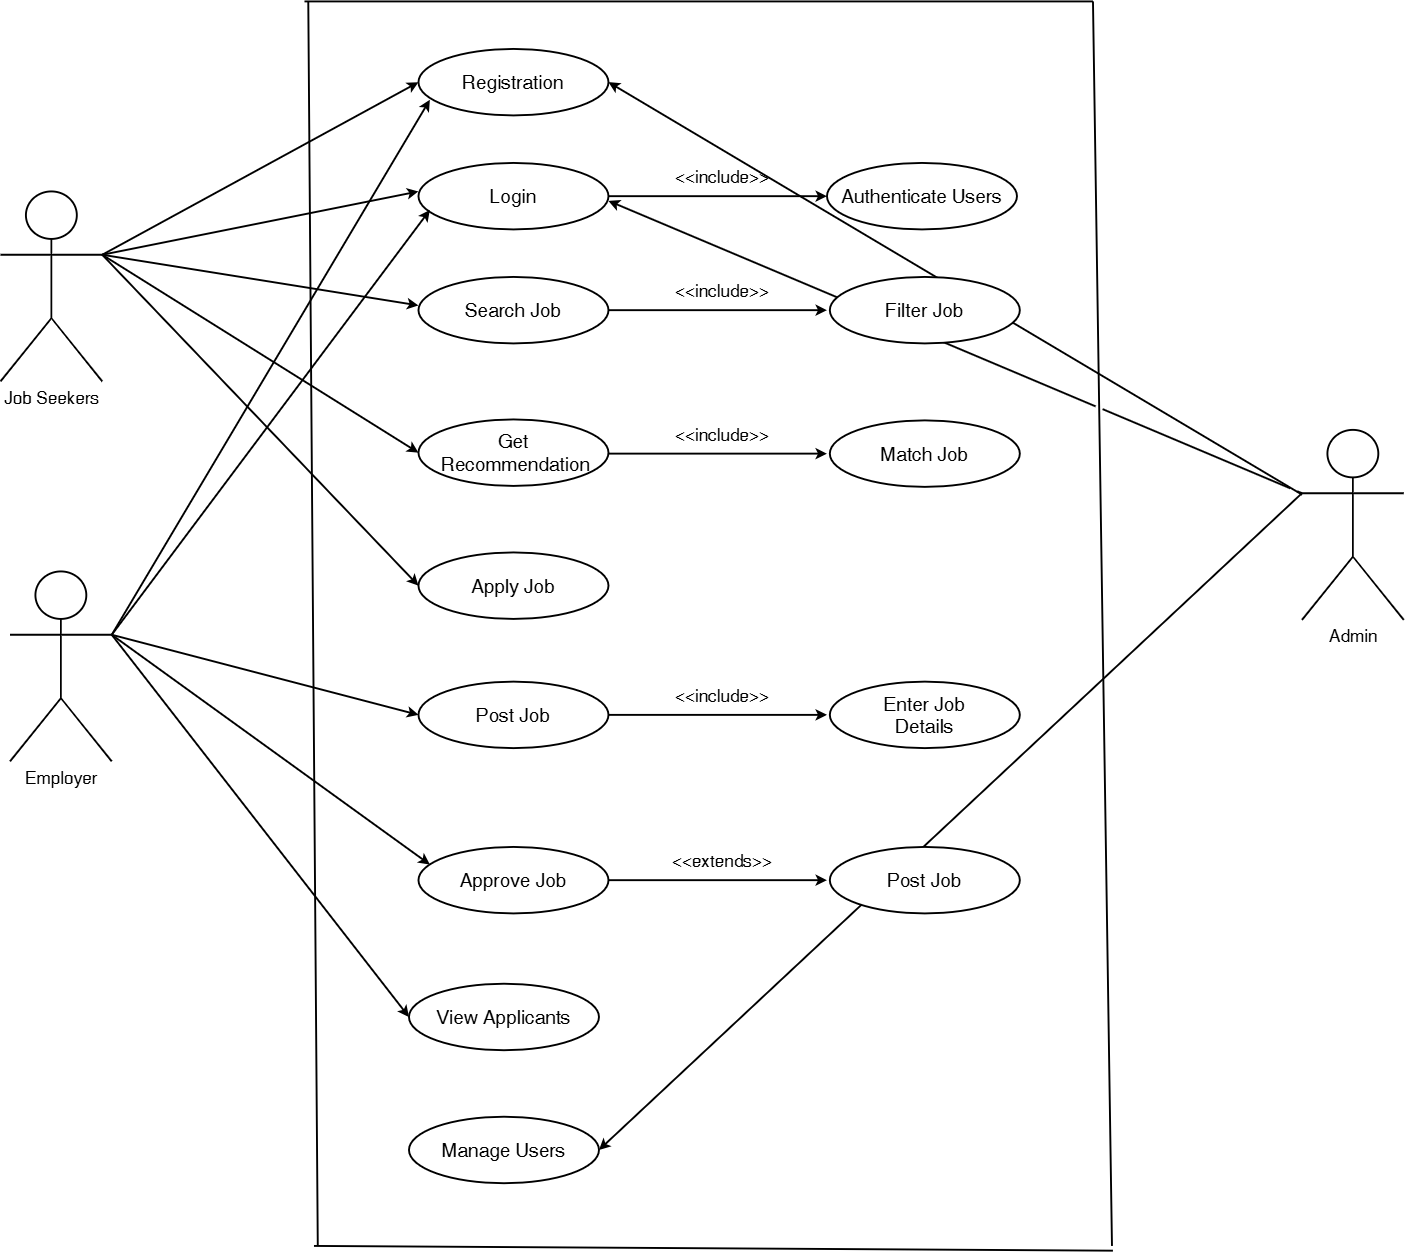 Registration
Login
<<include>>
Authenticate Users
Search Job
<<include>>
Filter Job
Job Seekers
Get
Recommendation
<<include>>
Match Job
Apply Job
Admin
Post Job
<<include>>
Enter Job
Details
Employer
Approve Job
<<extends>>
Post Job
View Applicants
Manage Users